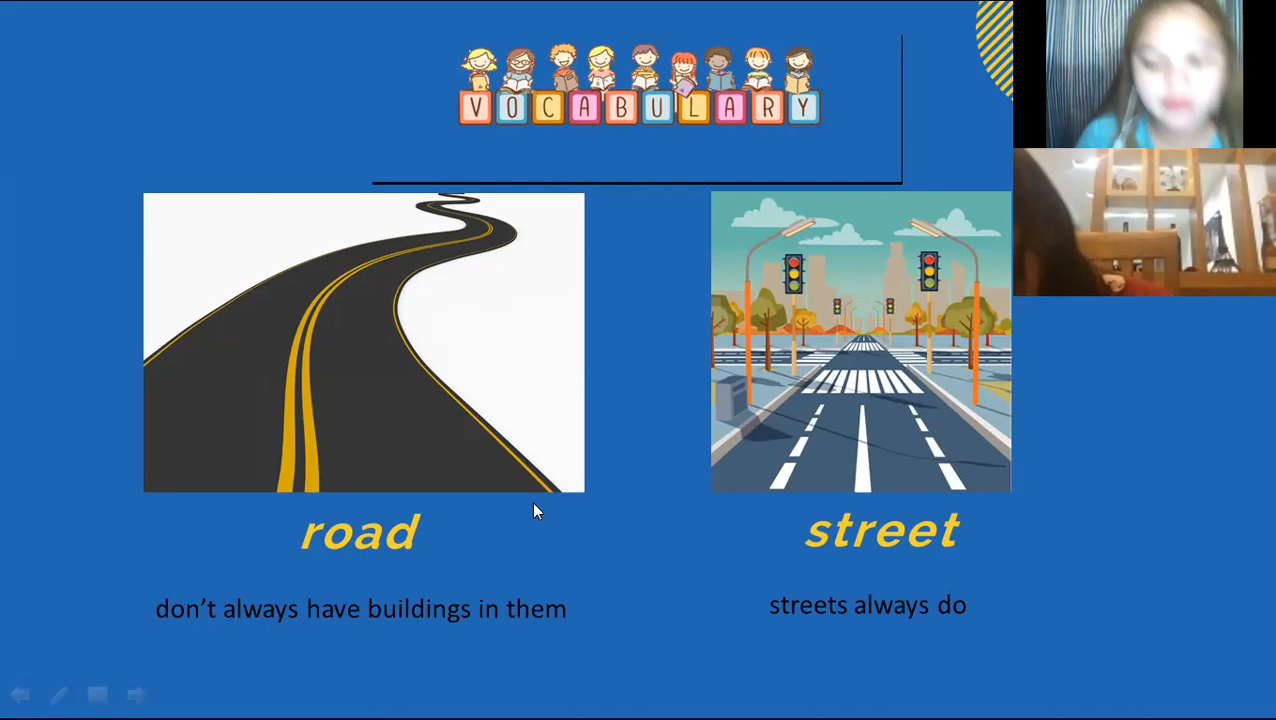 VOCABULARY
road
street
don't always have buildings in them
streets always do